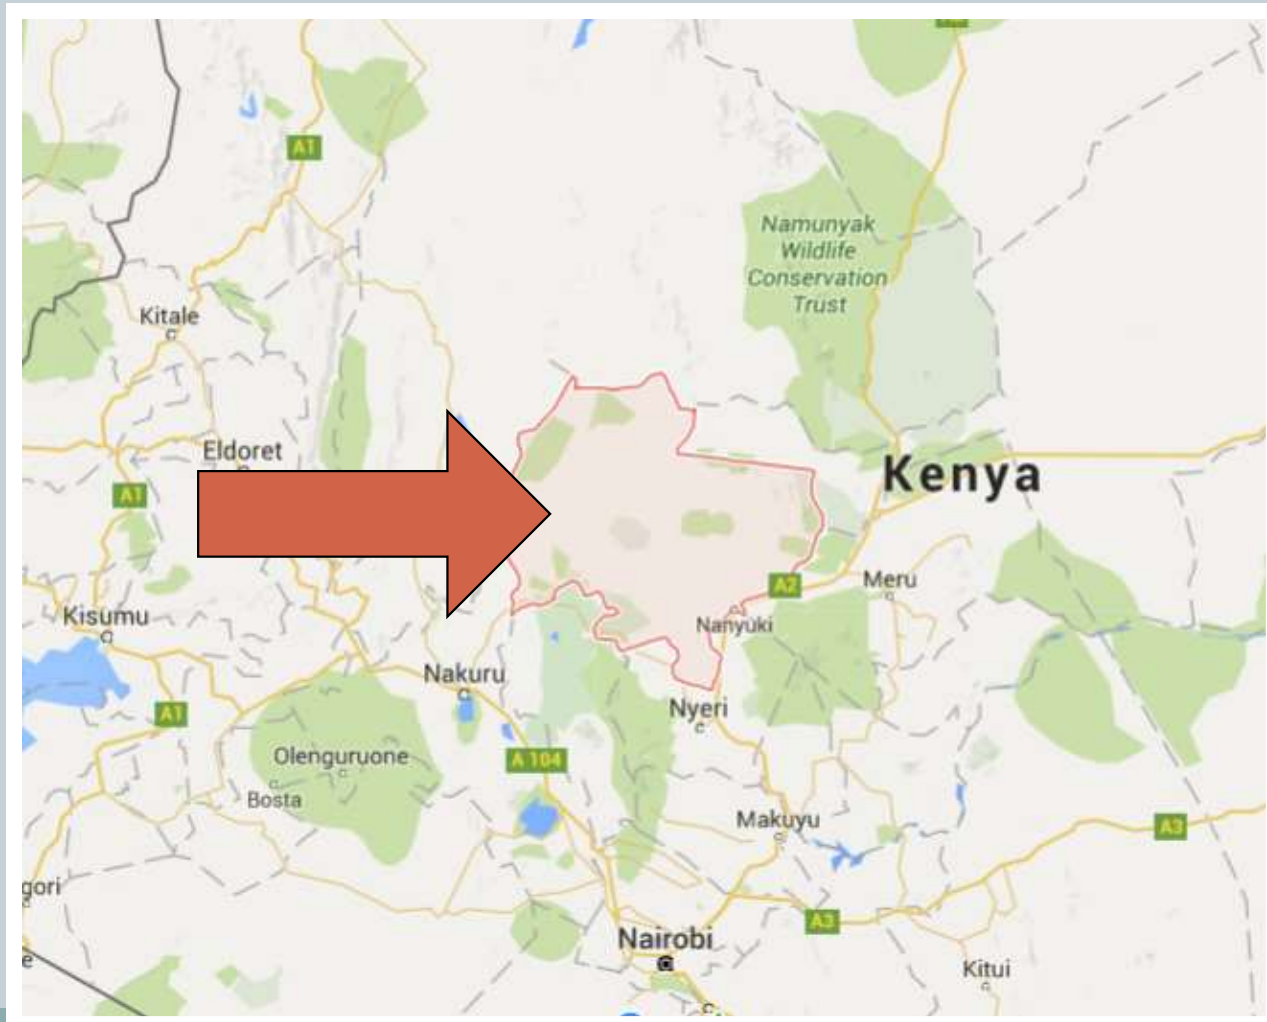 A1
Namunyak
Wildlife
Conservation
Trust
Kitale
Eldoret
Kenya
A1
A2
Meru
Kisumu
Nanyuki
Nakuru
Nyeri
A1
Olenguruone
A 104
Bosta
Makuyu
A3
gori
A3
Nairobi
e
Kitui